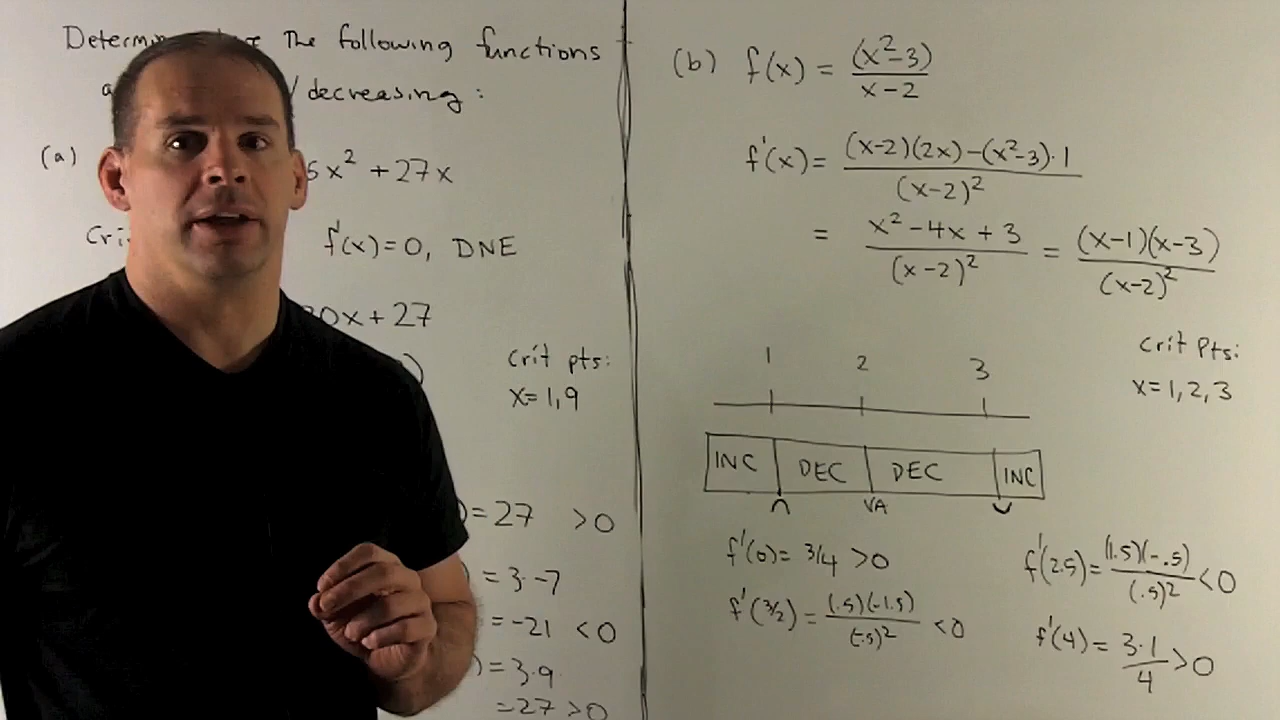 the following functions
/decreasing :
(a) 5x² + 27x
f'(x) = 0, DNE
0x + 27
)
Crit pts:
x = 1, 9
) = 27 > 0
) = 3·-7
= -21 < 0
) = 3·9
= 27 > 0
(b) f(x) = (x²-3) / x-2
f'(x) = (x-2)(2x)-(x²-3)·1 / (x-2)²
= x² - 4x + 3 / (x-2)² = (x-1)(x-3) / (x-2)²
Crit Pts:
x = 1, 2, 3
1 2 3
INC DEC DEC INC
∩ VA ∪
f'(0) = 3/4 > 0
f'(3/2) = (.5)(-1.5) / (-.5)² < 0
f'(2.5) = (1.5)(-.5) / (.5)² < 0
f'(4) = 3·1 / 4 > 0